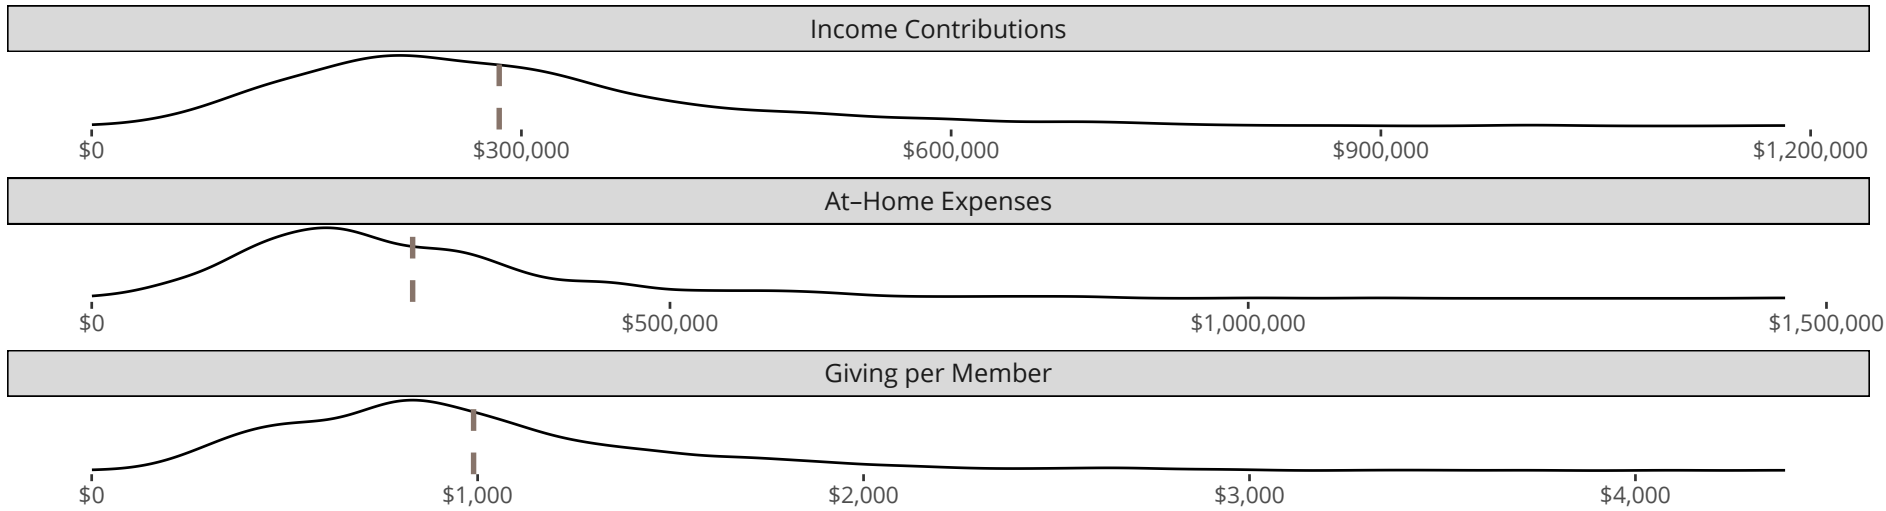 Income Contributions
$0 $300,000 $600,000 $900,000 $1,200,000
At–Home Expenses
$0 $500,000 $1,000,000 $1,500,000
Giving per Member
$0 $1,000 $2,000 $3,000 $4,000